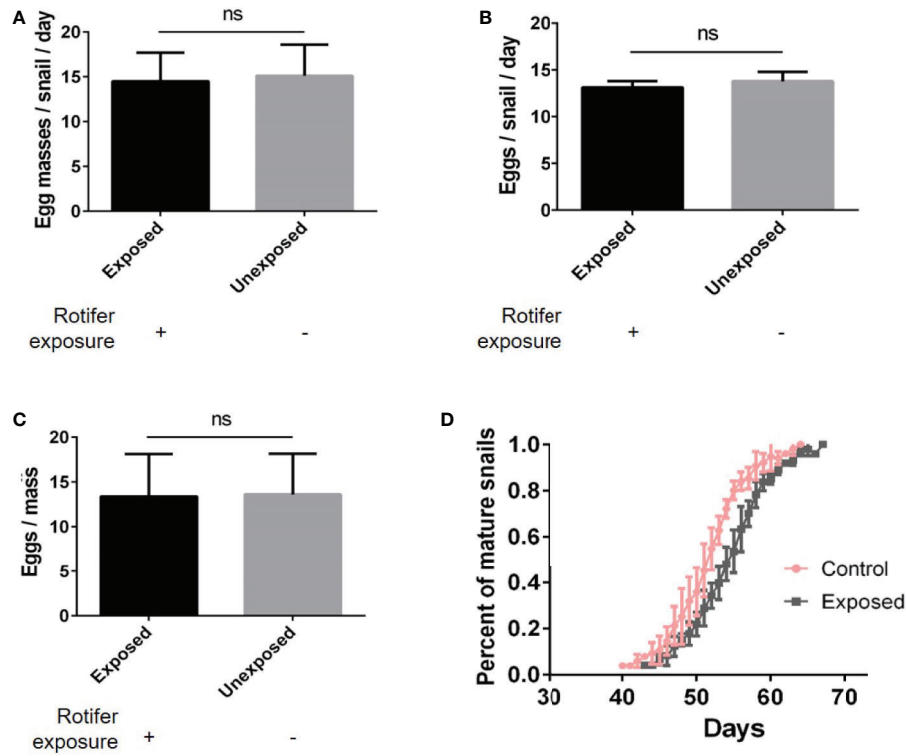 A
ns
Egg masses / snail / day
20
15
10
5
0
Exposed
Unexposed
Rotifer
exposure
+
-
B
ns
Eggs / snail / day
20
15
10
5
0
Exposed
Unexposed
Rotifer
exposure
+
-
C
ns
Eggs / mass
20
15
10
5
0
Exposed
Unexposed
Rotifer
exposure
+
-
D
Percent of mature snails
1.0
0.8
0.6
0.4
0.2
0.0
30
40
50
60
70
Days
Control
Exposed